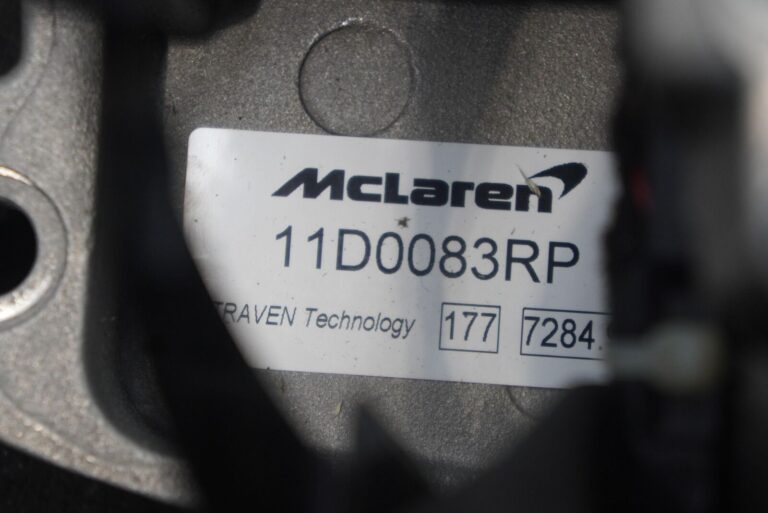 McLaren
11D0083RP
TRAVEN Technology 177 7284.